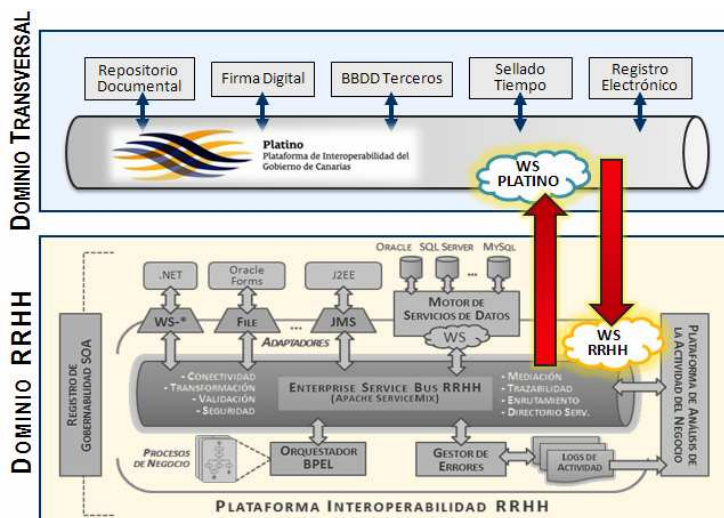 DOMINIO TRANSVERSAL
Repositorio
Documental
Firma Digital
BBDD Terceros
Sellado
Tiempo
Registro
Electrónico
Platino
Plataforma de Interoperabilidad del
Gobierno de Canarias
WS
PLATINO
DOMINIO RRHH
REGISTRO DE
GOBERNABILIDAD SOA
.NET
Oracle
Forms
J2EE
ORACLE SQL SERVER MYSQL
...
WS-*
FILE
...
JMS
ADAPTADORES
MOTOR DE
SERVICIOS DE DATOS
WS
WS
RRHH
- CONECTIVIDAD
- TRANSFORMACIÓN
- VALIDACIÓN
- SEGURIDAD
ENTERPRISE SERVICE BUS RRHH
(APACHE SERVICEMIX)
- MEDIACIÓN
- TRAZABILIDAD
- ENRUTAMIENTO
- DIRECTORIO SERV.
PLATAFORMA DE ANÁLISIS DE
LA ACTIVIDAD DEL NEGOCIO
PROCESOS
DE NEGOCIO
ORQUESTADOR
BPEL
GESTOR DE
ERRORES
LOGS DE
ACTIVIDAD
PLATAFORMA INTEROPERABILIDAD RRHH